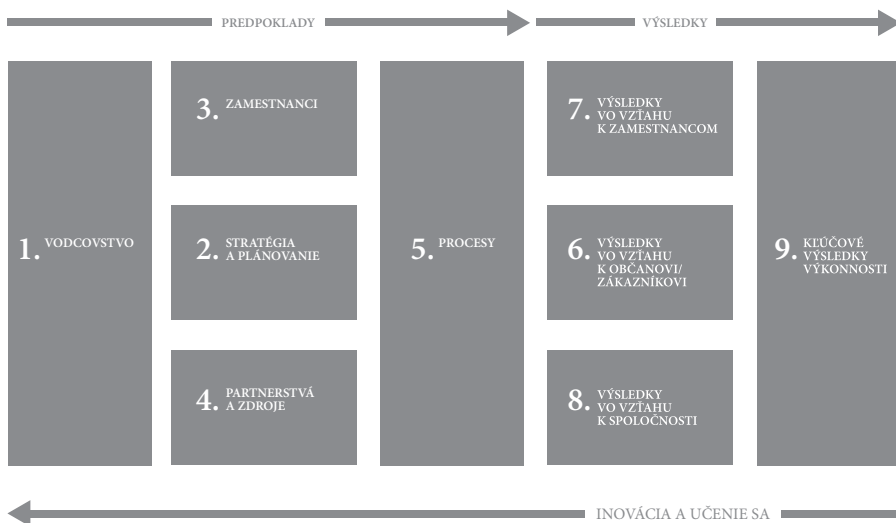 PREDPOKLADY
VÝSLEDKY
1. VODCOVSTVO
3. ZAMESTNANCI
2. STRATÉGIA
A PLÁNOVANIE
4. PARTNERSTVÁ
A ZDROJE
5. PROCESY
7. VÝSLEDKY
VO VZŤAHU
K ZAMESTNANCOM
6. VÝSLEDKY
VO VZŤAHU
K OBČANOVI/
ZÁKAZNÍKOVI
8. VÝSLEDKY
VO VZŤAHU
K SPOLOČNOSTI
9. KĽÚČOVÉ
VÝSLEDKY
VÝKONNOSTI
INOVÁCIA A UČENIE SA